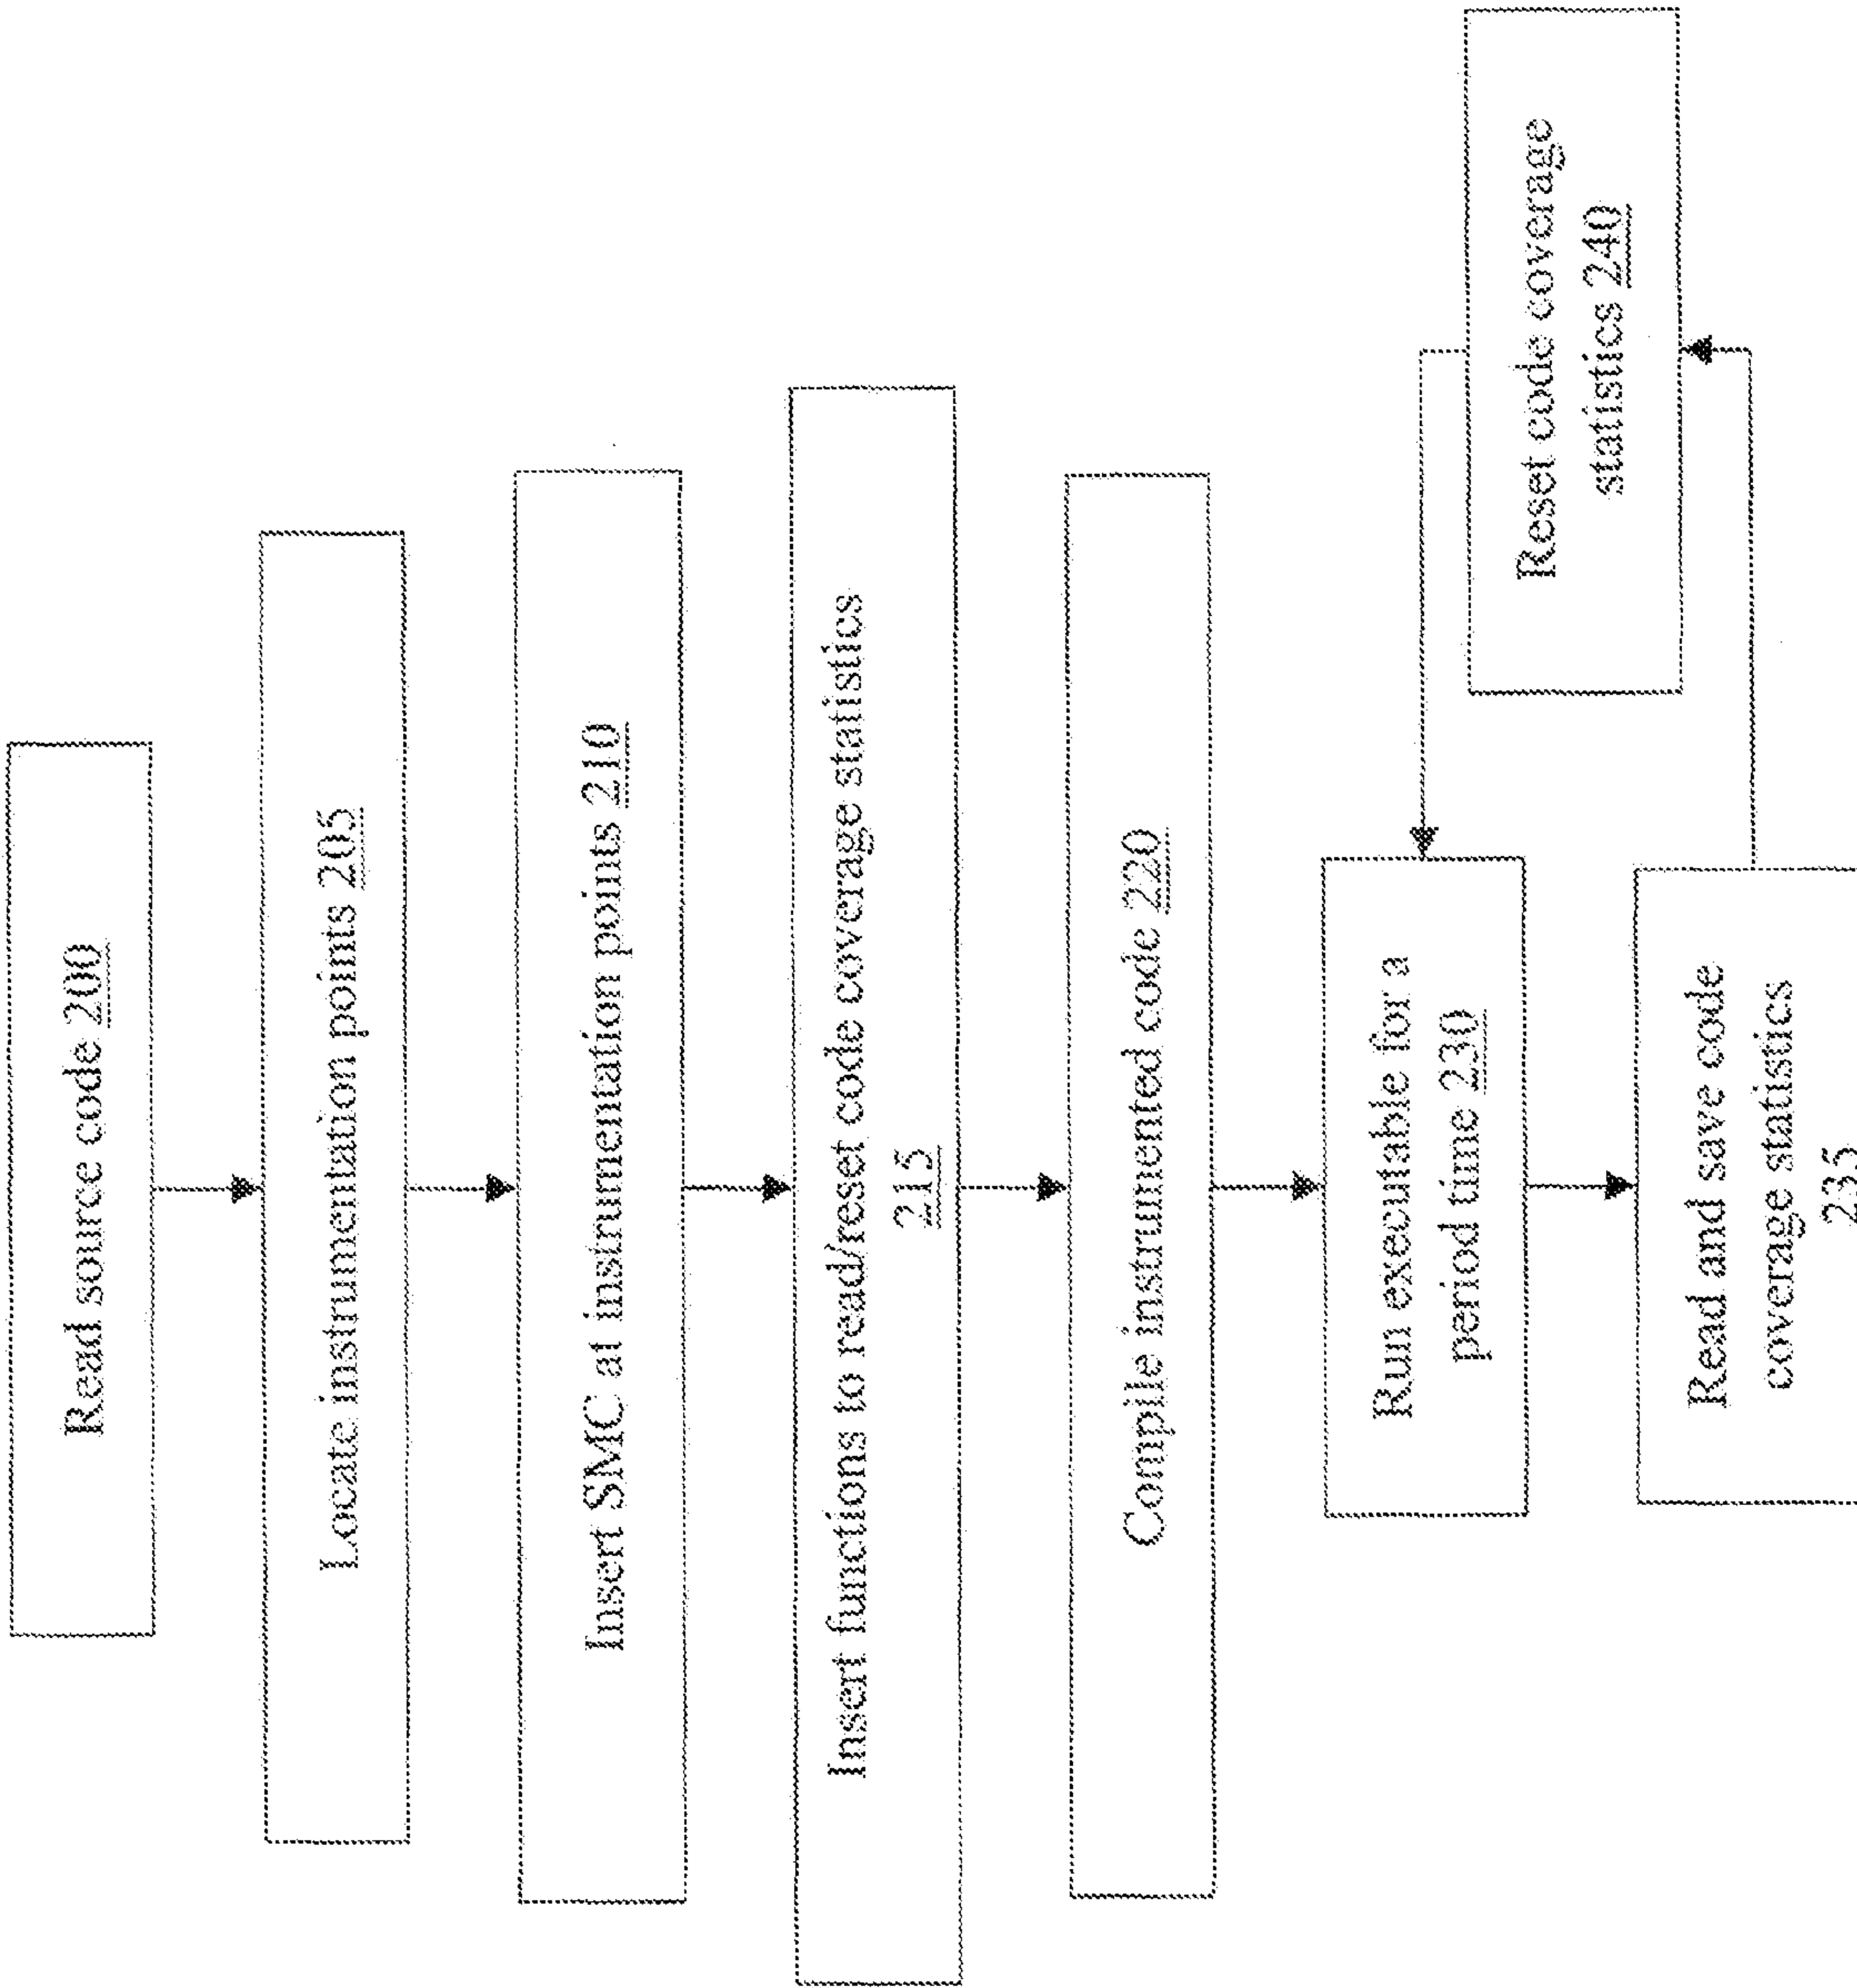 Read source code 200
Locate instrumentation points 205
Insert SMC at instrumentation points 210
Insert functions to read/reset code coverage statistics
215
Compile instrumented code 220
Run executable for a
period time 230
Read and save code
coverage statistics
235
Reset code coverage
statistics 240